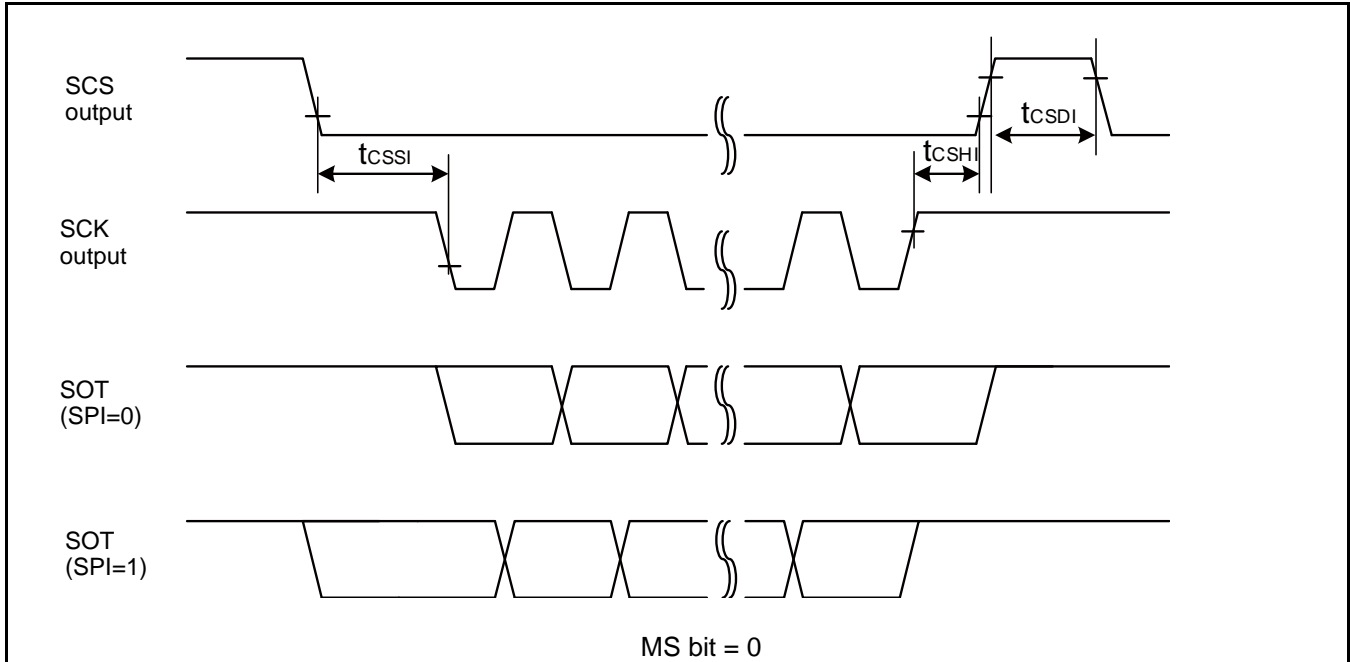 SCS
output
tCSSI
tCSHI
tCSDI
SCK
output
SOT
(SPI=0)
SOT
(SPI=1)
MS bit = 0